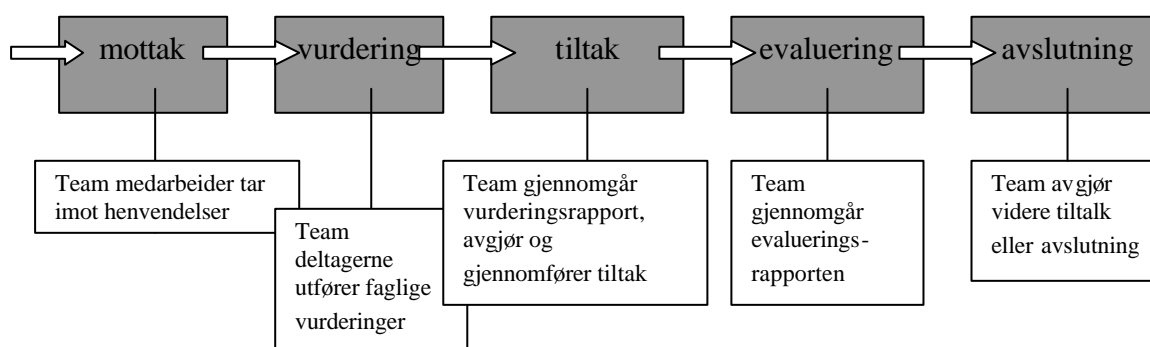 mottak
vurdering
tiltak
evaluering
avslutning
Team medarbeider tar
imot henvendelser
Team
deltagerne
utfører faglige
vurderinger
Team gjennomgår
vurderingsrapport,
avgjør og
gjennomfører tiltak
Team
gjennomgår
evaluerings-
rapporten
Team avgjør
videre tiltalk
eller avslutning